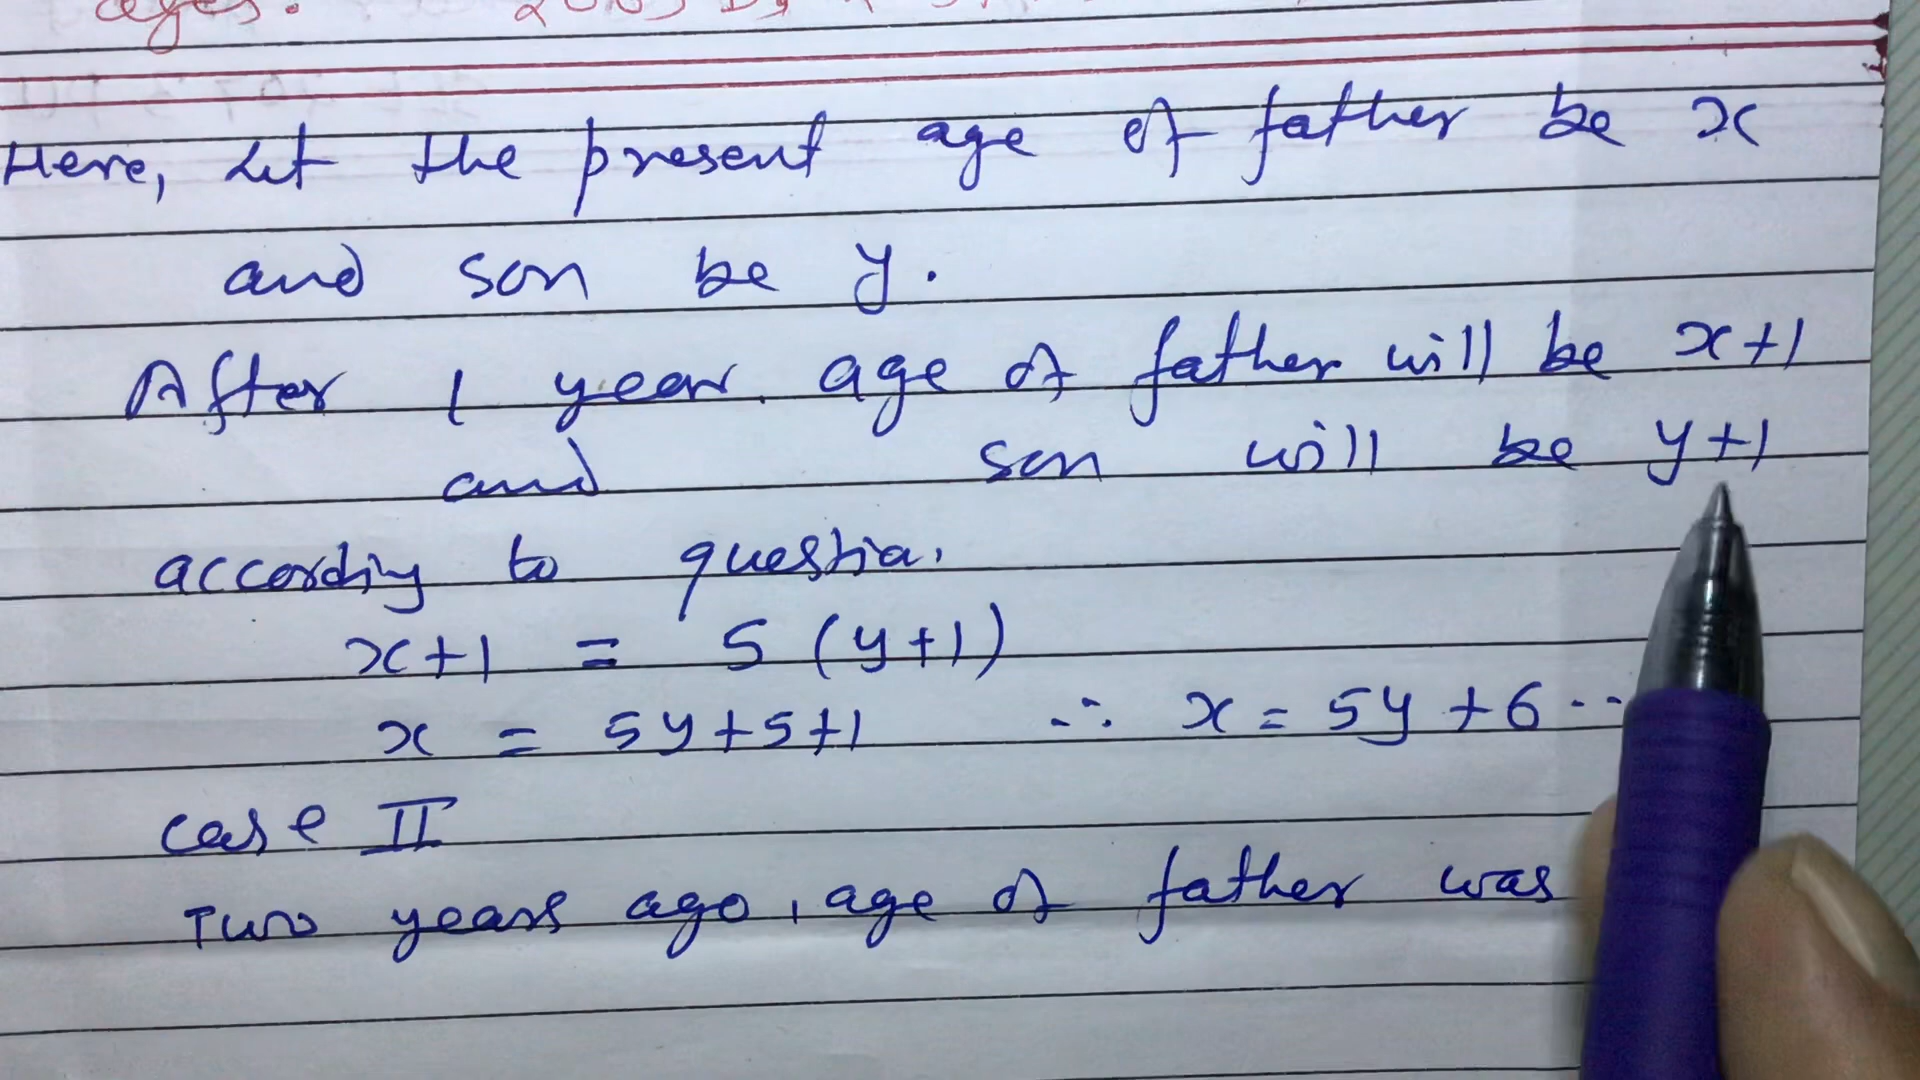 ages.
Here, Let the present age of father be x
and son be y.
After 1 year. age of father will be x+1
and son will be y+1
according to questia.
x+1 = 5 (y+1)
x = 5y+5+1 ∴ x = 5y+6 ..
case II
Two years ago, age of father was